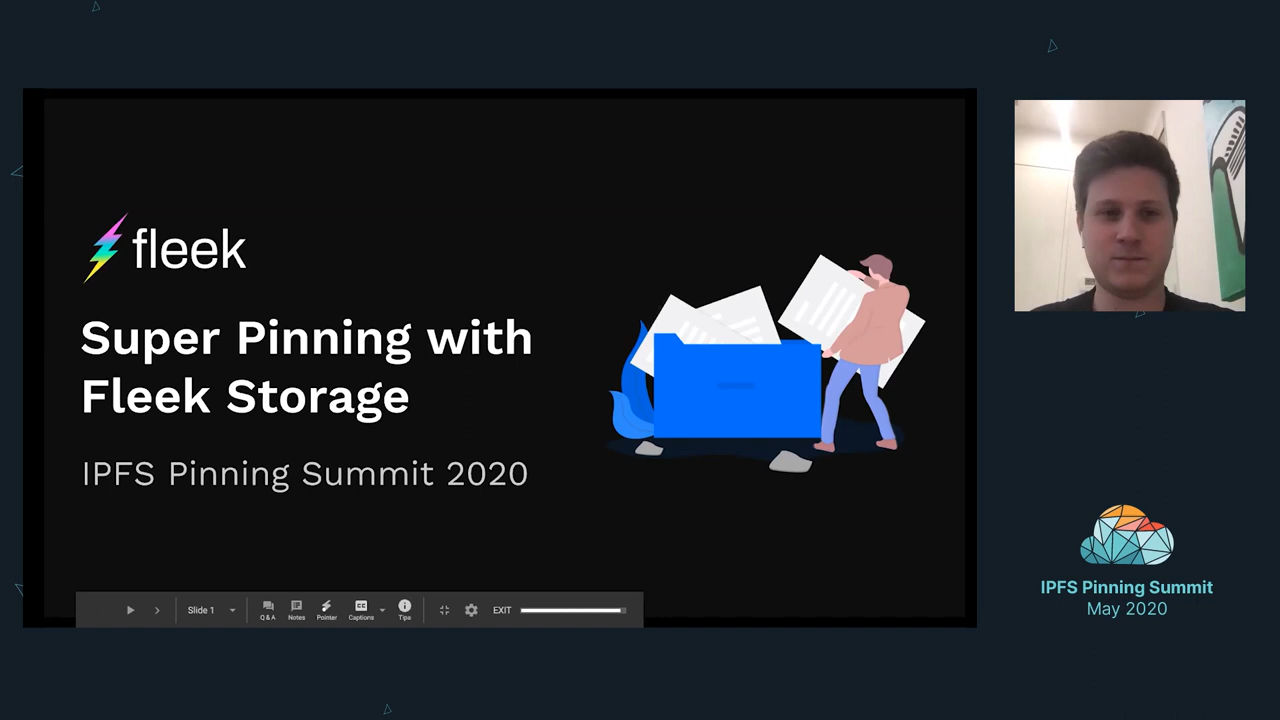 fleek
Super Pinning with
Fleek Storage
IPFS Pinning Summit 2020
Slide 1
Q & A
Notes
Pointer
Captions
Tips
EXIT
IPFS Pinning Summit
May 2020